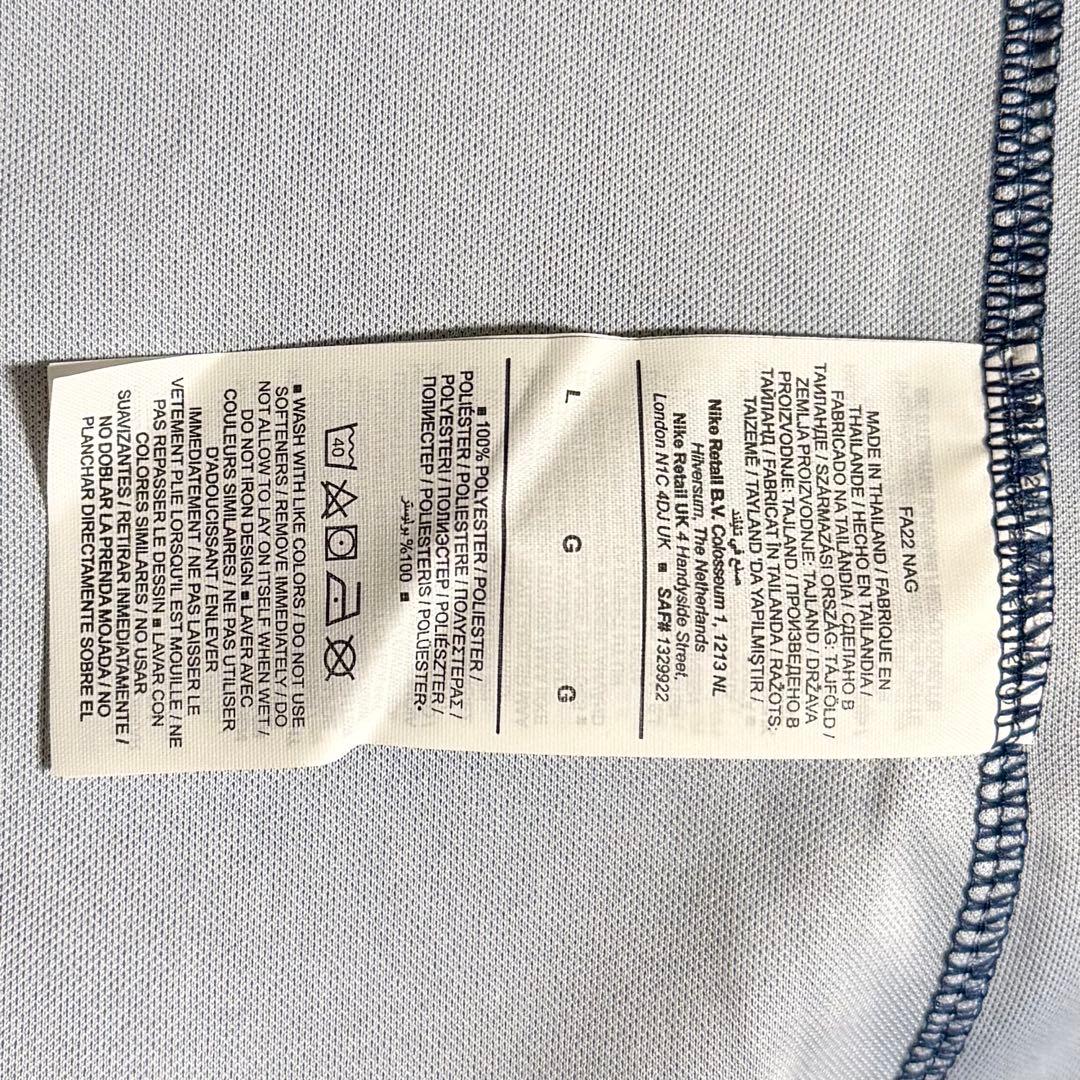 FA22 NAG
MADE IN THAILAND / FABRIQUE EN
THAILANDE / HECHO EN TAILANDIA /
FABRICADO NA TAILÂNDIA / СДЕЛАНО В
ТАИЛАНДЕ / SZÁRMAZÁSI ORSZÁG: TAJFÖLD /
ZEMLJA PROIZVODNJE: TAJLAND / DRŽAVA
PROIZVODNJE: TAJLAND / ПРОИЗВЕДЕНО В
ТАЙЛАНД / FABRICAT ÎN TAILANDA / RAŽOTS:
TAIZEMĒ / TAYLAND 'DA YAPILMIŞTIR /
صنع في تايلند
Nike Retail B.V. Colosseum 1, 1213 NL
Hilversum, The Netherlands
Nike Retail UK 4 Handyside Street,
London N1C 4DJ UK ■ SAF# 1329922
L G G
■ 100% POLYESTER / POLIESTER /
POLIÉSTER / POLIESTERE / ΠΟΛΥΕΣΤΕΡΑΣ /
POLYESTERI / ПОЛИЭСТЕР / POLIÉSZTER /
ПОЛИЕСТЕР / POLIESTERIS / POLÜESTER•
%100 بوليستر ■
40
■ WASH WITH LIKE COLORS / DO NOT USE
SOFTENERS / REMOVE IMMEDIATELY / DO
NOT ALLOW TO LAY ON ITSELF WHEN WET /
DO NOT IRON DESIGN ■ LAVER AVEC
COULEURS SIMILAIRES / NE PAS UTILISER
D'ADOUCISSANT / ENLEVER
IMMEDIATEMENT / NE PAS LAISSER LE
VETEMENT PLIE LORSQU'IL EST MOUILLE / NE
PAS REPASSER LE DESSIN ■ LAVAR CON
COLORES SIMILARES / NO USAR
SUAVIZANTES / RETIRAR INMEDIATAMENTE /
NO DOBLAR LA PRENDA MOJADA / NO
PLANCHAR DIRECTAMENTE SOBRE EL